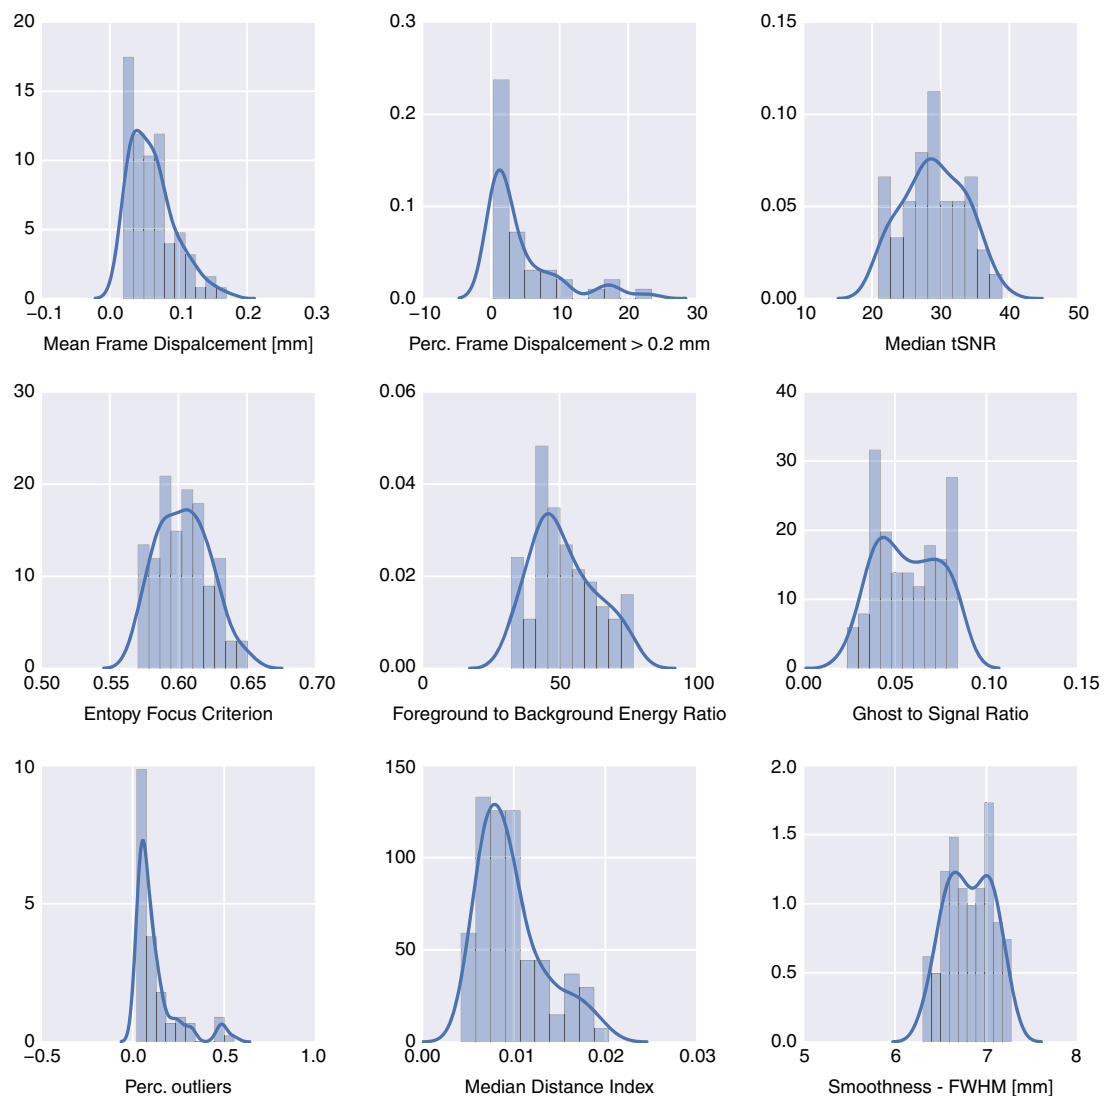 20
15
10
5
0
−0.1 0.0 0.1 0.2 0.3
Mean Frame Dispalcement [mm]
0.3
0.2
0.1
0.0
−10 0 10 20 30
Perc. Frame Dispalcement > 0.2 mm
0.15
0.10
0.05
0.00
10 20 30 40 50
Median tSNR
30
20
10
0
0.50 0.55 0.60 0.65 0.70
Entopy Focus Criterion
0.06
0.04
0.02
0.00
0 50 100
Foreground to Background Energy Ratio
40
30
20
10
0
0.00 0.05 0.10 0.15
Ghost to Signal Ratio
10
5
0
−0.5 0.0 0.5 1.0
Perc. outliers
150
100
50
0
0.00 0.01 0.02 0.03
Median Distance Index
2.0
1.5
1.0
0.5
0.0
5 6 7 8
Smoothness - FWHM [mm]